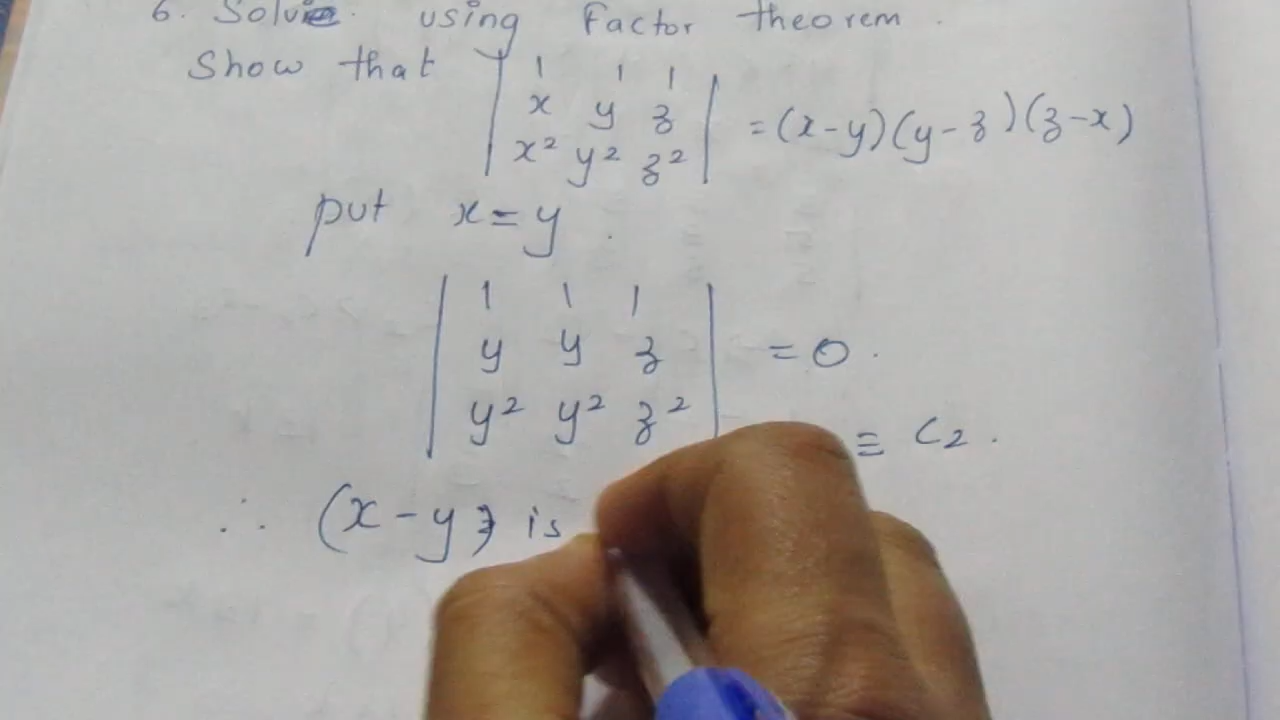 6. Solve using Factor theorem.
Show that | 1 1 1 |
| x y z | = (x-y)(y-z)(z-x)
| x² y² z² |
put x = y.
| 1 1 1 |
| y y z | = 0.
| y² y² z² |
≡ C2.
∴ (x-y) is